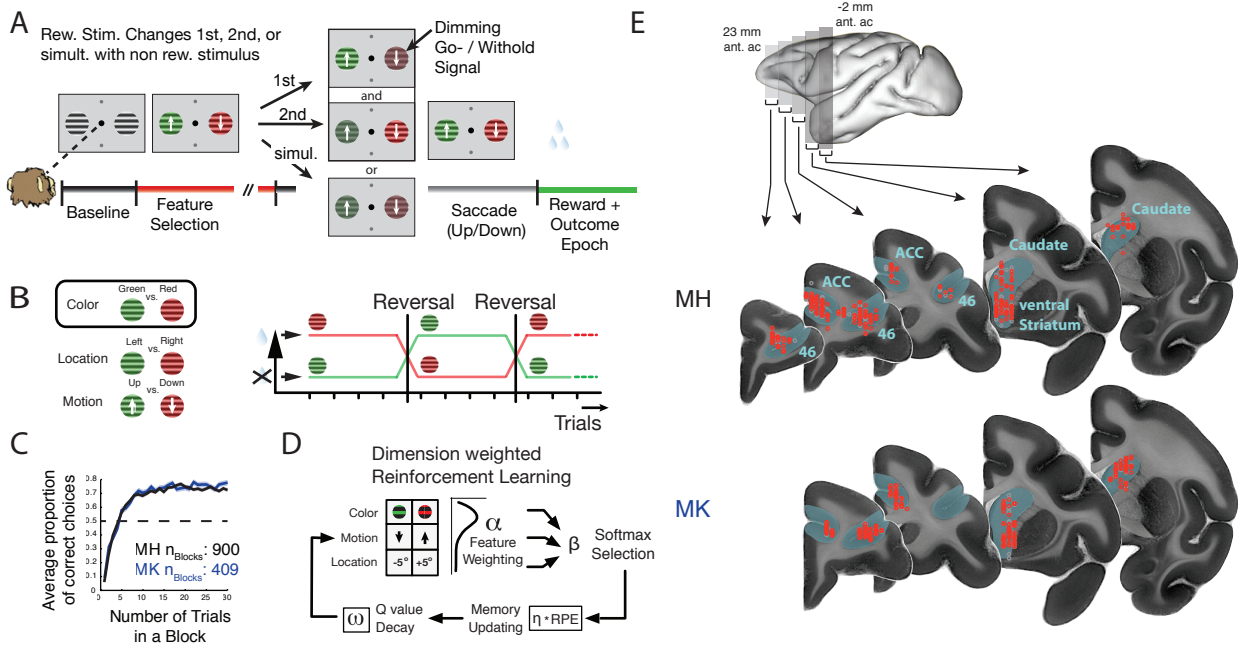 A
Rew. Stim. Changes 1st, 2nd, or
simult. with non rew. stimulus
Dimming
Go- / Withold
Signal
1st
and
2nd
simul.
or
Baseline
Feature
Selection
//
Saccade
(Up/Down)
Reward +
Outcome
Epoch
B
Color
Green vs. Red
Location
Left vs. Right
Motion
Up vs. Down
Reversal
Reversal
Trials
C
Average proportion
of correct choices
0.8
0.7
0.6
0.5
0.4
0.3
0.2
0.1
0
0 5 10 15 20 25 30
MH nBlocks: 900
MK nBlocks: 409
Number of Trials
in a Block
D
Dimension weighted
Reinforcement Learning
Color
Motion
Location
-5° +5°
α
Feature
Weighting
β
Softmax
Selection
ω
Q value
Decay
Memory
Updating
η*RPE
E
-2 mm
ant. ac
23 mm
ant. ac
MH
46
ACC
46
ACC
46
Caudate
ventral
Striatum
Caudate
MK